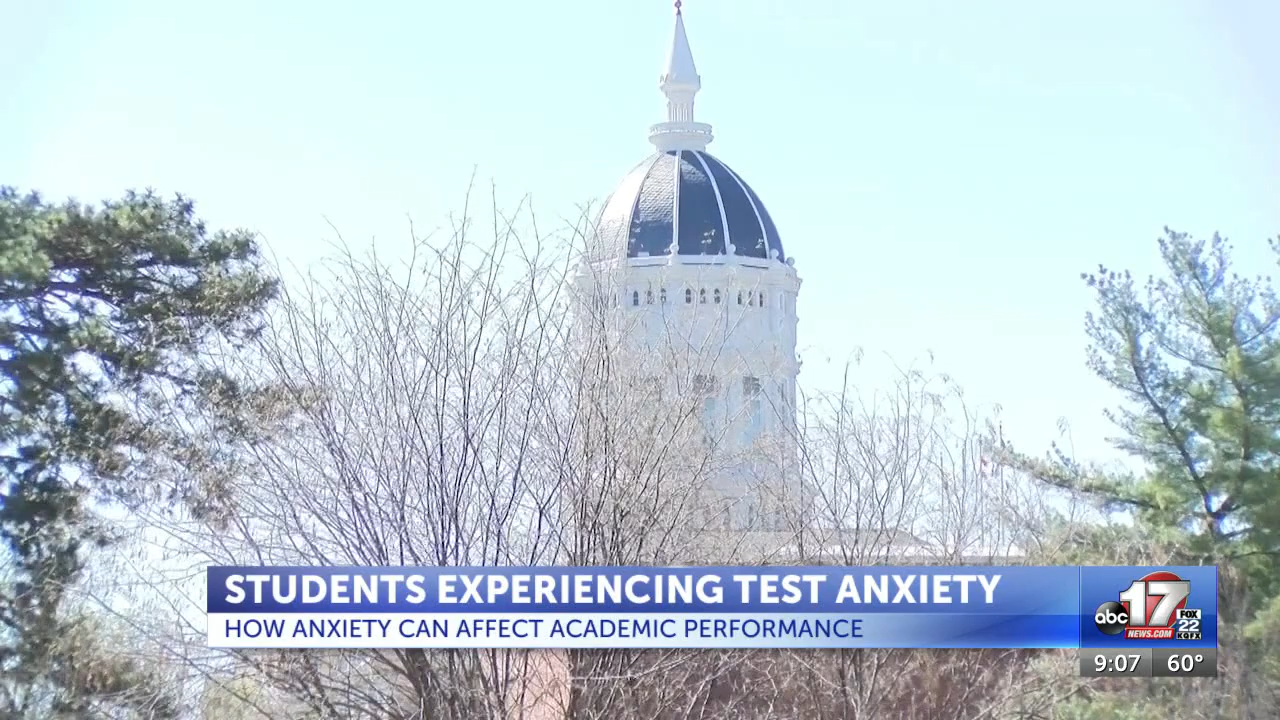 STUDENTS EXPERIENCING TEST ANXIETY
HOW ANXIETY CAN AFFECT ACADEMIC PERFORMANCE
abc
17
NEWS.COM
FOX
22
KQFX
9:07 60°